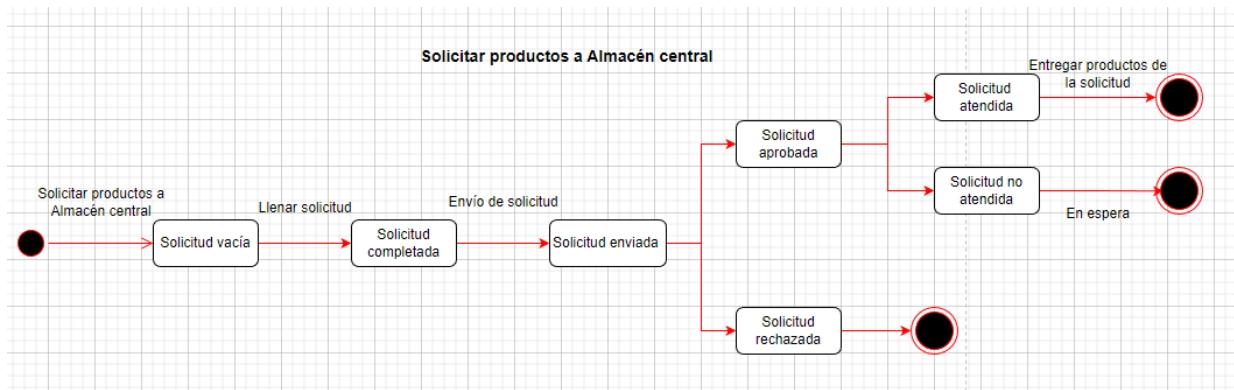 Solicitar productos a Almacén central
Solicitar productos a
Almacén central
Solicitud vacía
Llenar solicitud
Solicitud
completada
Envío de solicitud
Solicitud enviada
Solicitud
aprobada
Solicitud
atendida
Entregar productos de
la solicitud
Solicitud no
atendida
En espera
Solicitud
rechazada